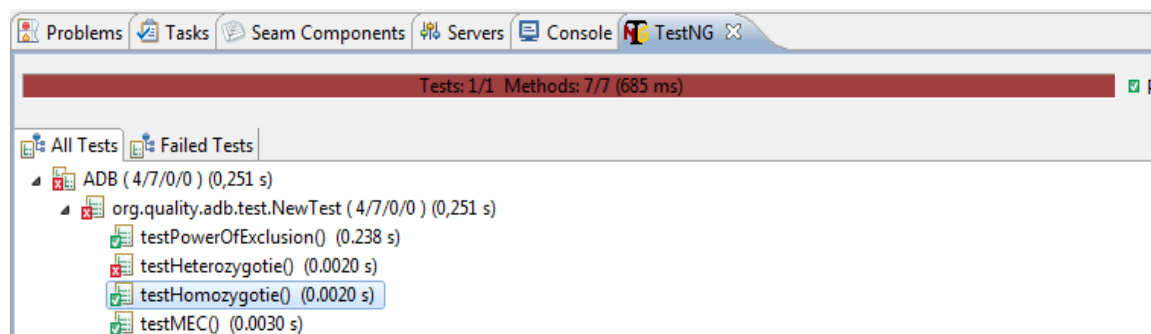 Problems Tasks Seam Components Servers Console TestNG
Tests: 1/1 Methods: 7/7 (685 ms)
All Tests Failed Tests
ADB ( 4/7/0/0 ) (0,251 s)
org.quality.adb.test.NewTest ( 4/7/0/0 ) (0,251 s)
testPowerOfExclusion() (0.238 s)
testHeterozygotie() (0.0020 s)
testHomozygotie() (0.0020 s)
testMEC() (0.0030 s)